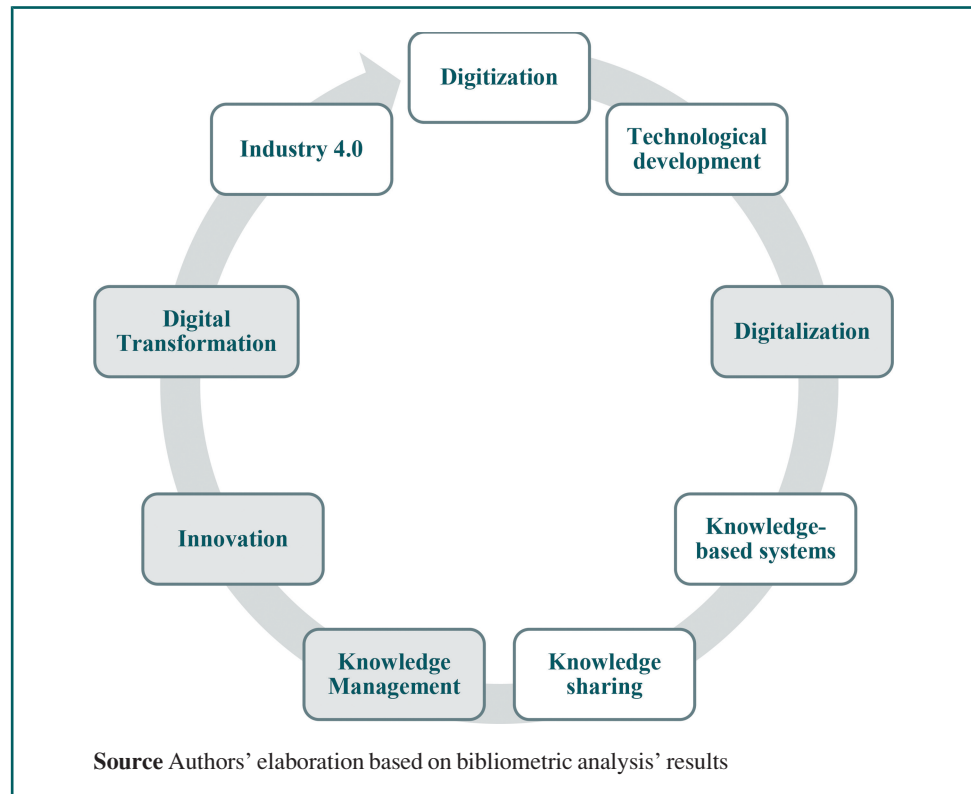 Digitization
Technological
development
Digitalization
Knowledge-
based systems
Knowledge
sharing
Knowledge
Management
Innovation
Digital
Transformation
Industry 4.0
Source Authors’ elaboration based on bibliometric analysis’ results